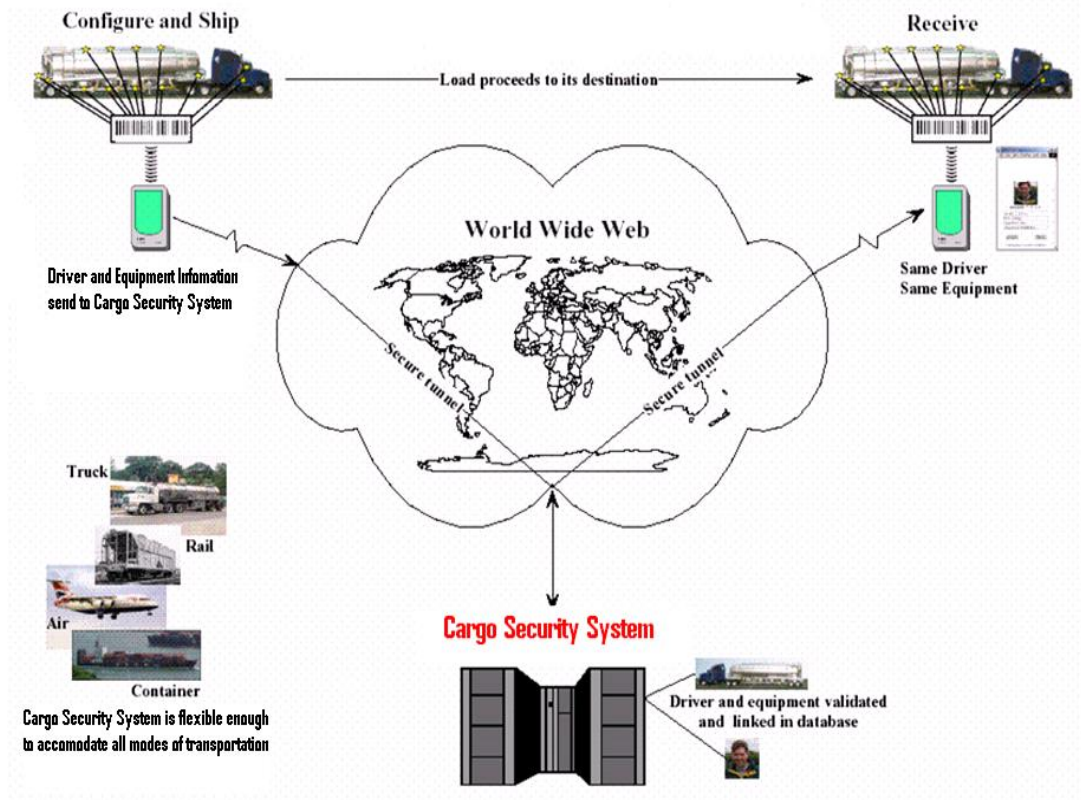 Configure and Ship
Receive
Load proceeds to its destination
World Wide Web
Driver and Equipment Infomation
send to Cargo Security System
Same Driver
Same Equipment
Secure tunnel
Secure tunnel
Truck
Rail
Air
Container
Cargo Security System is flexible enough
to accomodate all modes of transportation
Cargo Security System
Driver and equipment validated
and linked in database